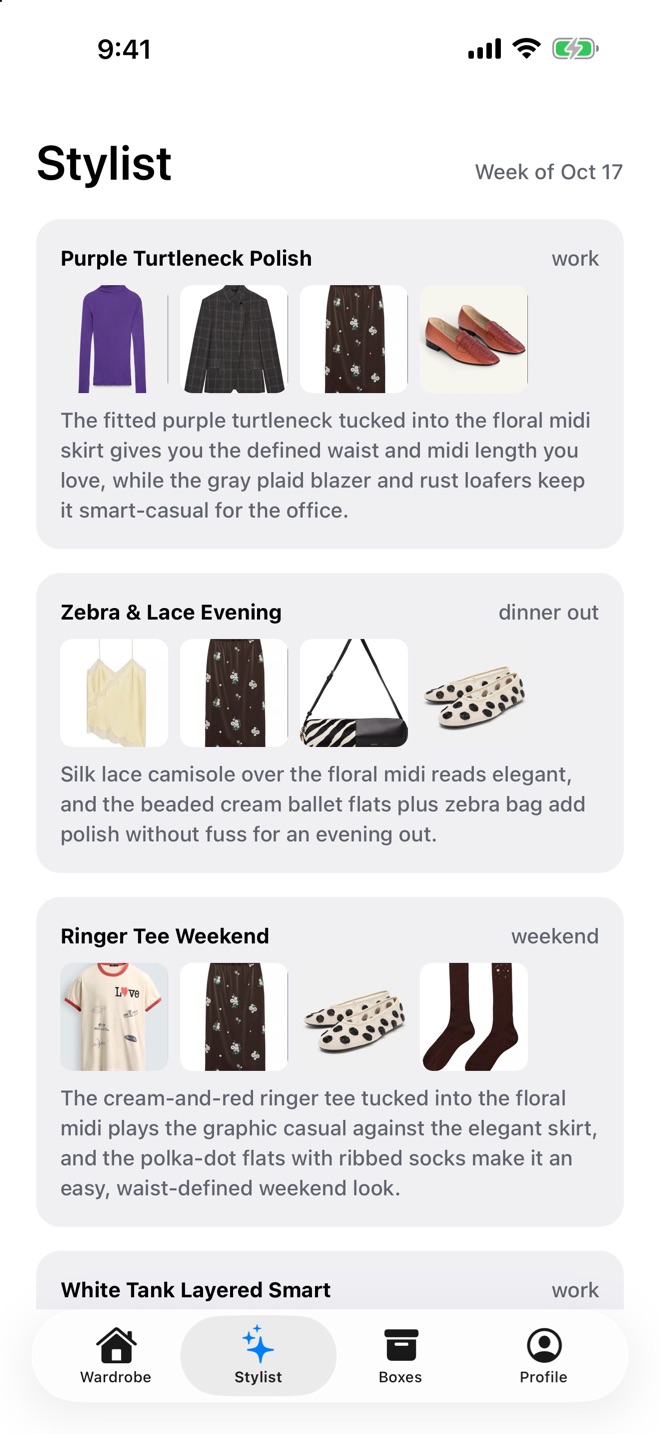 9:41
Stylist
Week of Oct 17
Purple Turtleneck Polish
work
The fitted purple turtleneck tucked into the floral midi
skirt gives you the defined waist and midi length you
love, while the gray plaid blazer and rust loafers keep
it smart-casual for the office.
Zebra & Lace Evening
dinner out
Silk lace camisole over the floral midi reads elegant,
and the beaded cream ballet flats plus zebra bag add
polish without fuss for an evening out.
Ringer Tee Weekend
weekend
Love
The cream-and-red ringer tee tucked into the floral
midi plays the graphic casual against the elegant skirt,
and the polka-dot flats with ribbed socks make it an
easy, waist-defined weekend look.
White Tank Layered Smart
work
Wardrobe
Stylist
Boxes
Profile